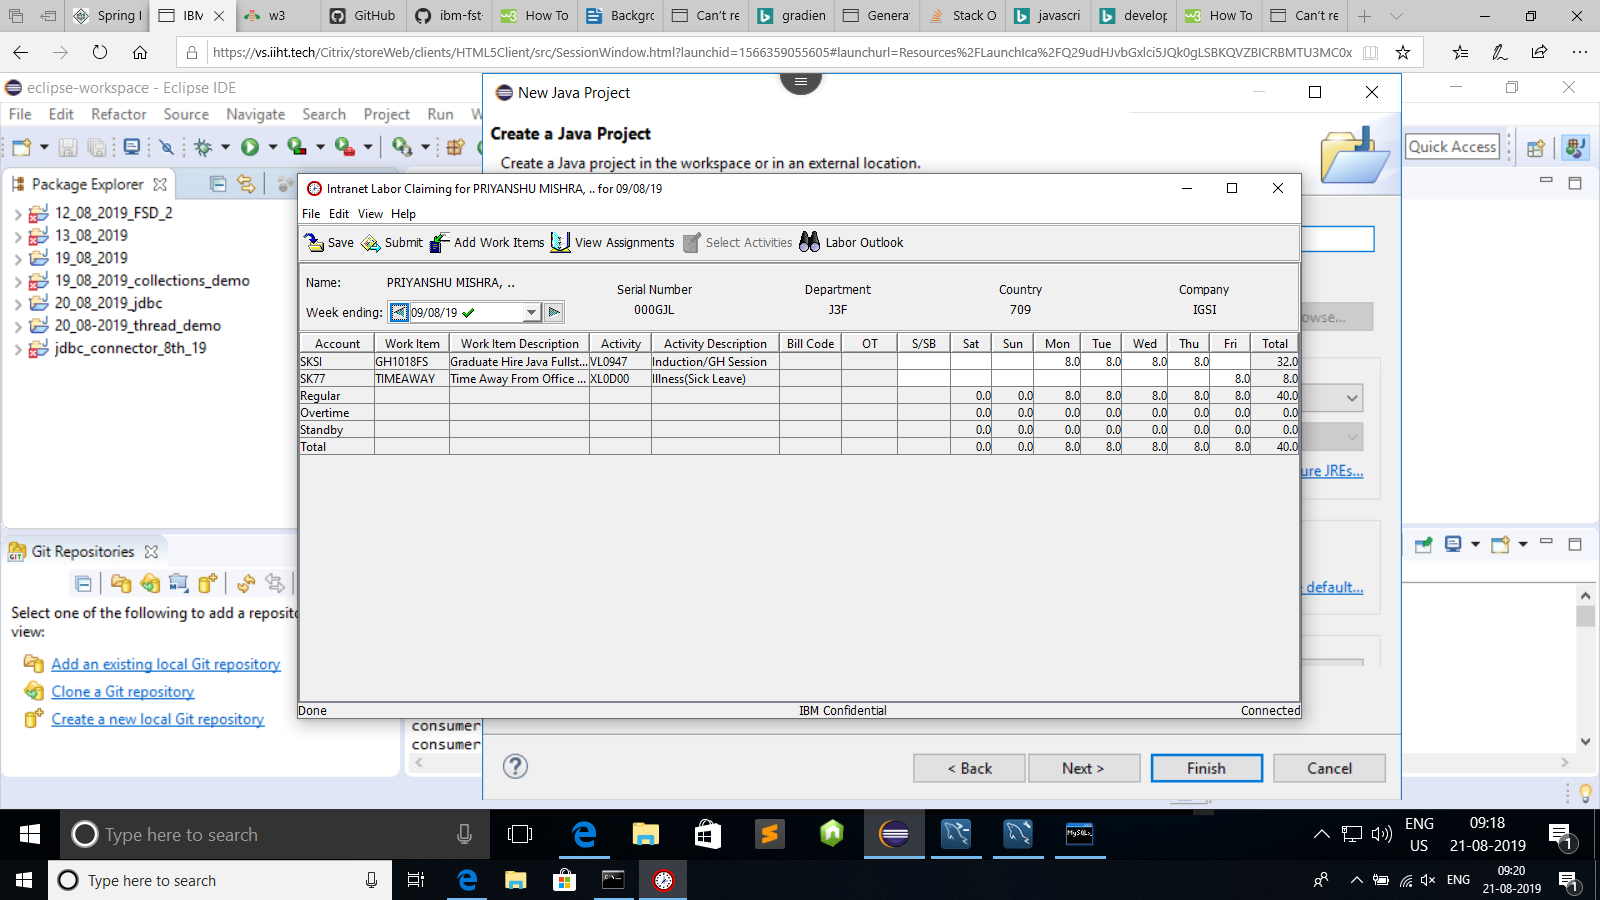 Spring I
IBM
w3
GitHub
ibm-fst-
How To
Backgro
Can't re
gradien
Genera
Stack O
javascri
develop
How To
Can't re
https://vs.iiht.tech/Citrix/storeWeb/clients/HTML5Client/src/SessionWindow.html?launchid=1566359055605#launchurl=Resources%2FLaunchIca%2FQ29udHJvbGxlci5JQk0gLSBKQVZBICRBMTU3MC0x
eclipse-workspace - Eclipse IDE
File Edit Refactor Source Navigate Search Project Run W
Quick Access
New Java Project
Create a Java Project
Create a Java project in the workspace or in an external location.
Package Explorer
12_08_2019_FSD_2
13_08_2019
19_08_2019
19_08_2019_collections_demo
20_08_2019_jdbc
20_08-2019_thread_demo
jdbc_connector_8th_19
Intranet Labor Claiming for PRIYANSHU MISHRA, .. for 09/08/19
File Edit View Help
Save Submit Add Work Items View Assignments Select Activities Labor Outlook
Name: PRIYANSHU MISHRA, ..
Serial Number Department Country Company
Week ending: 09/08/19 000GJL J3F 709 IGSI
Account Work Item Work Item Description Activity Activity Description Bill Code OT S/SB Sat Sun Mon Tue Wed Thu Fri Total
SKSI GH1018FS Graduate Hire Java Fullst... VL0947 Induction/GH Session 8.0 8.0 8.0 8.0 32.0
SK77 TIMEAWAY Time Away From Office ... XL0D00 Illness(Sick Leave) 8.0 8.0
Regular 0.0 0.0 8.0 8.0 8.0 8.0 8.0 40.0
Overtime 0.0 0.0 0.0 0.0 0.0 0.0 0.0 0.0
Standby 0.0 0.0 0.0 0.0 0.0 0.0 0.0 0.0
Total 0.0 0.0 8.0 8.0 8.0 8.0 8.0 40.0
Done IBM Confidential Connected
owse...
ure JREs...
default...
Git Repositories
Select one of the following to add a reposito
view:
Add an existing local Git repository
Clone a Git repository
Create a new local Git repository
consumer
consumer
< Back Next > Finish Cancel
Type here to search
ENG
US
09:18
21-08-2019
1
Type here to search
ENG
09:20
21-08-2019
1